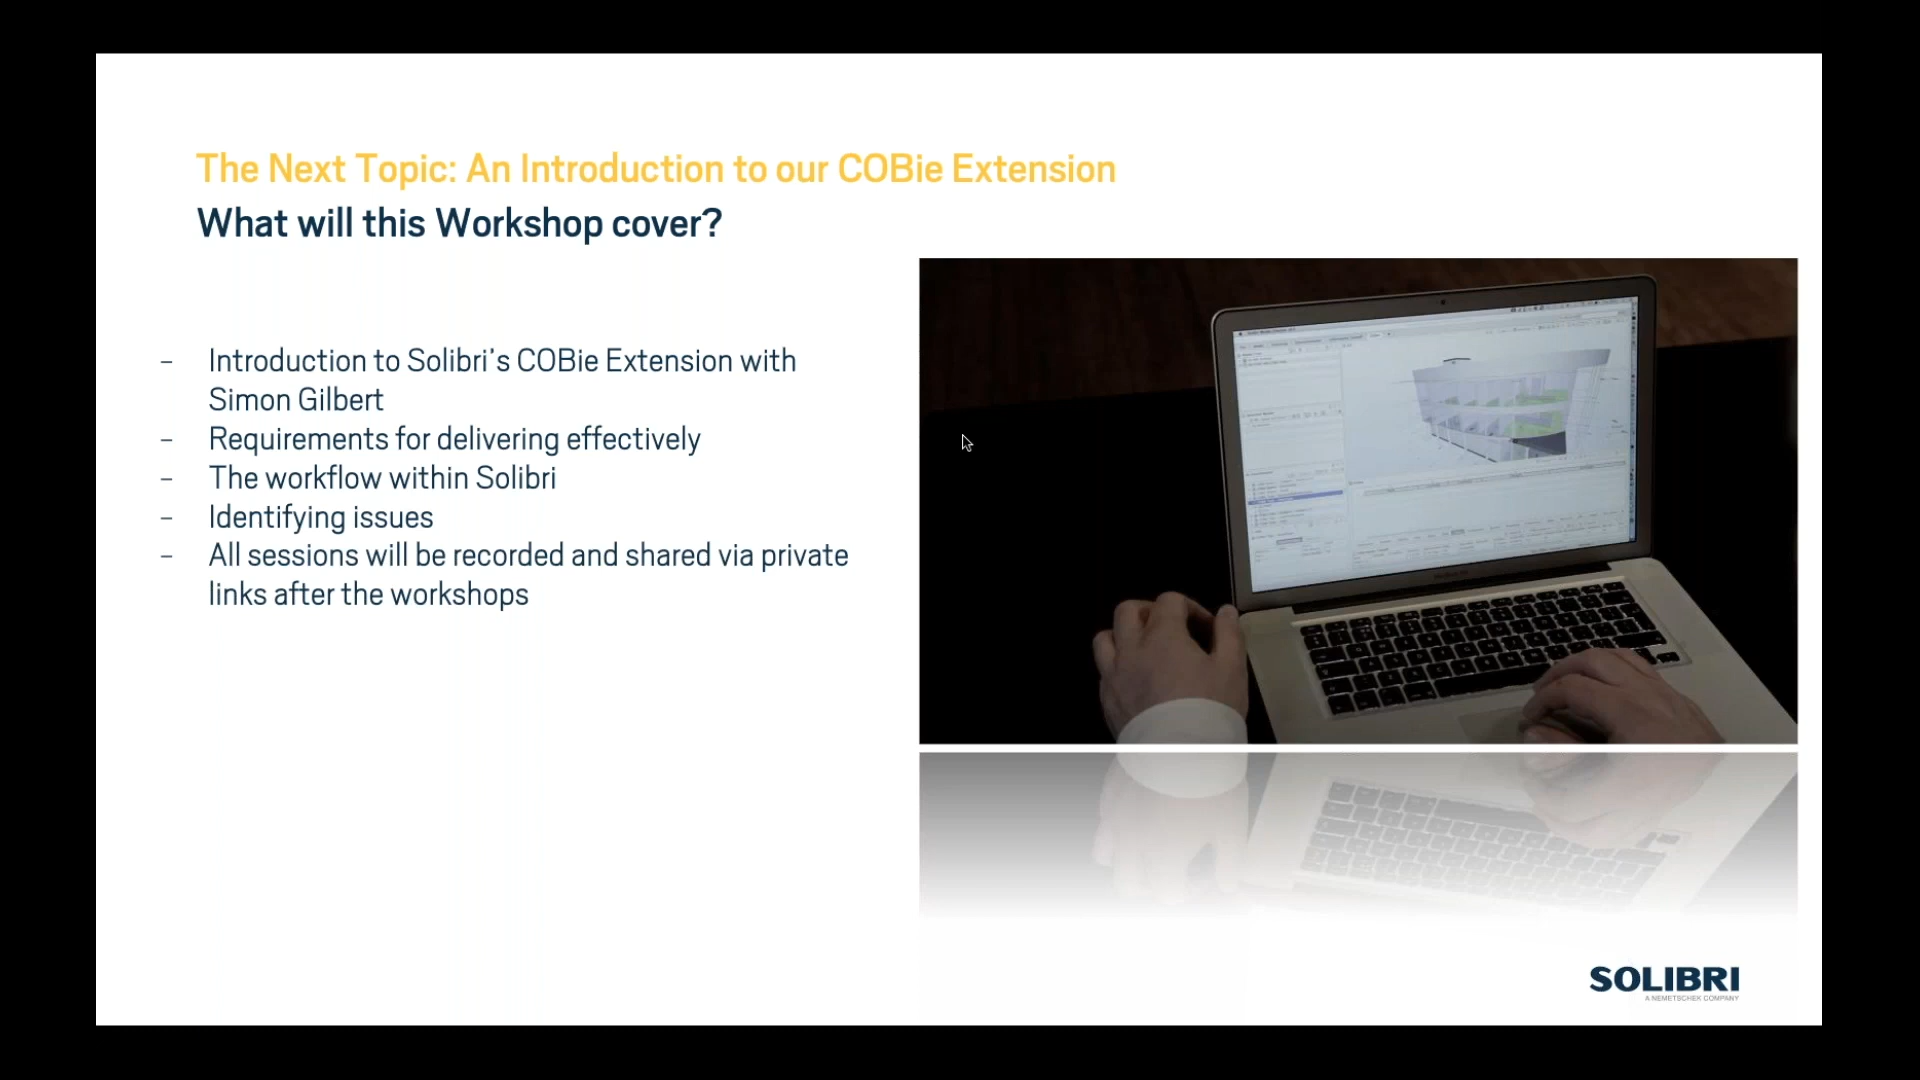 The Next Topic: An Introduction to our COBie Extension
What will this Workshop cover?
- Introduction to Solibri's COBie Extension with
Simon Gilbert
- Requirements for delivering effectively
- The workflow within Solibri
- Identifying issues
- All sessions will be recorded and shared via private
links after the workshops
SOLIBRI
A NEMETSCHEK COMPANY